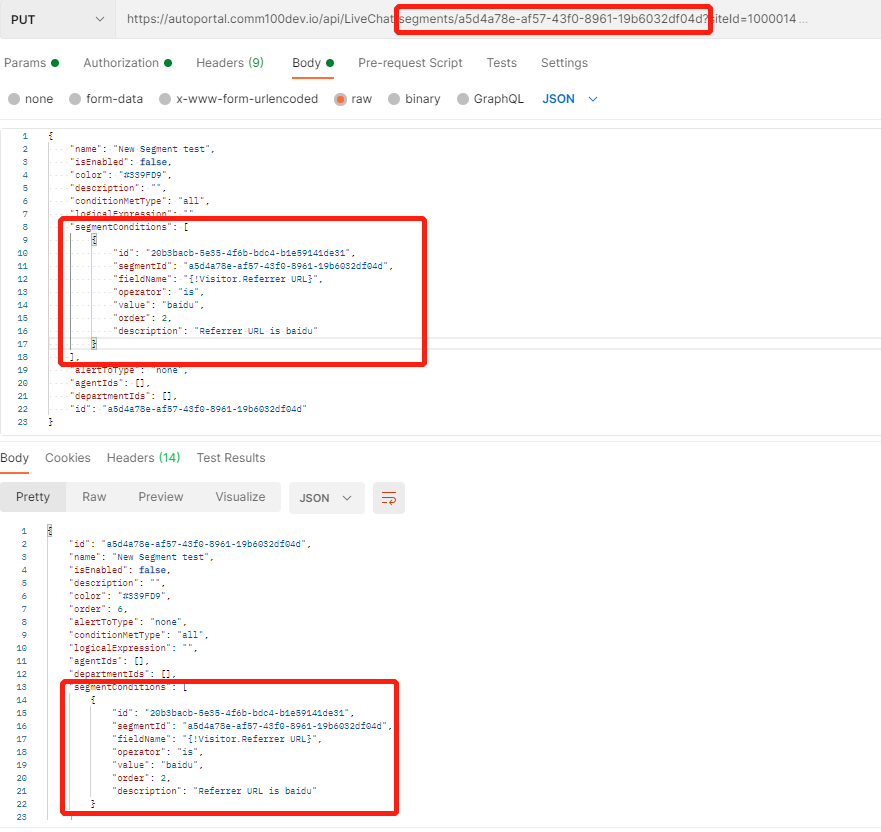 PUT https://autoportal.comm100dev.io/api/LiveChat segments/a5d4a78e-af57-43f0-8961-19b6032df04d? siteId=1000014 ...
Params Authorization Headers (9) Body Pre-request Script Tests Settings
none form-data x-www-form-urlencoded raw binary GraphQL JSON
1 {
2 "name": "New Segment test",
3 "isEnabled": false,
4 "color": "#339FD9",
5 "description": "",
6 "conditionMetType": "all",
7 "logicalExpression": ""
8 "segmentConditions": [
9 {
10 "id": "20b3bacb-5e35-4f6b-bdc4-b1e59141de31",
11 "segmentId": "a5d4a78e-af57-43f0-8961-19b6032df04d",
12 "fieldName": "{!Visitor.Referrer URL}",
13 "operator": "is",
14 "value": "baidu",
15 "order": 2,
16 "description": "Referrer URL is baidu"
17 }
18 ],
19 "alertToType": "none",
20 "agentIds": [],
21 "departmentIds": [],
22 "id": "a5d4a78e-af57-43f0-8961-19b6032df04d"
23 }
Body Cookies Headers (14) Test Results
Pretty Raw Preview Visualize JSON
1 {
2 "id": "a5d4a78e-af57-43f0-8961-19b6032df04d",
3 "name": "New Segment test",
4 "isEnabled": false,
5 "description": "",
6 "color": "#339FD9",
7 "order": 6,
8 "alertToType": "none",
9 "conditionMetType": "all",
10 "logicalExpression": "",
11 "agentIds": [],
12 "departmentIds": [],
13 "segmentConditions": [
14 {
15 "id": "20b3bacb-5e35-4f6b-bdc4-b1e59141de31",
16 "segmentId": "a5d4a78e-af57-43f0-8961-19b6032df04d",
17 "fieldName": "{!Visitor.Referrer URL}",
18 "operator": "is",
19 "value": "baidu",
20 "order": 2,
21 "description": "Referrer URL is baidu"
22 }
23